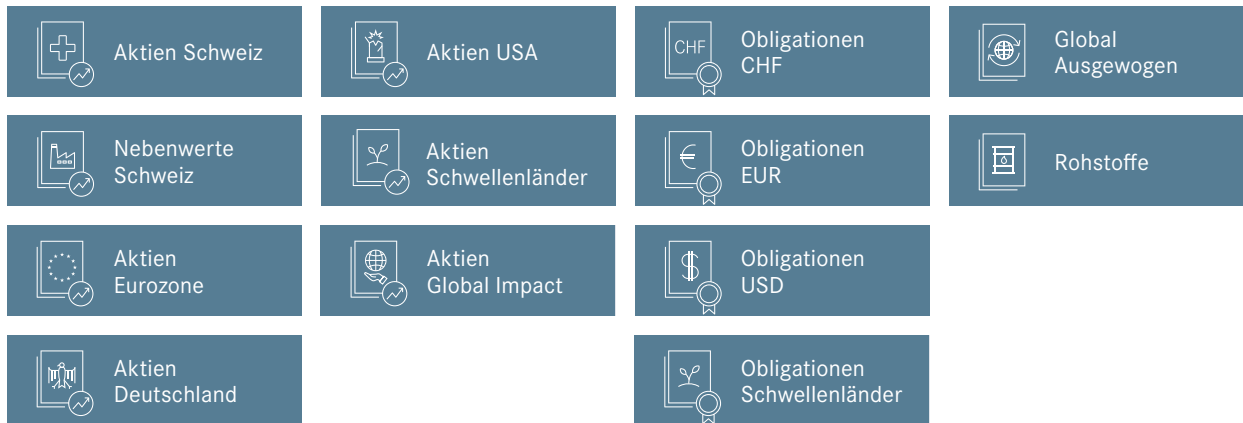 Aktien Schweiz
Aktien USA
CHF
Obligationen
CHF
Global
Ausgewogen
Nebenwerte
Schweiz
Aktien
Schwellenländer
€
Obligationen
EUR
Rohstoffe
Aktien
Eurozone
Aktien
Global Impact
$
Obligationen
USD
Aktien
Deutschland
Obligationen
Schwellenländer